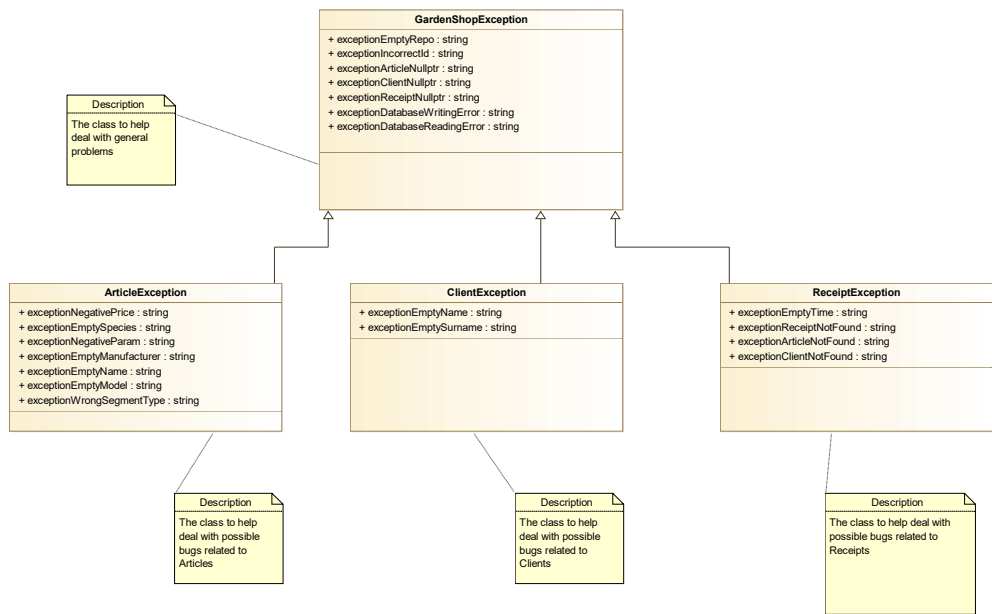 GardenShopException
+ exceptionEmptyRepo : string
+ exceptionIncorrectId : string
+ exceptionArticleNullptr : string
+ exceptionClientNullptr : string
+ exceptionReceiptNullptr : string
+ exceptionDatabaseWritingError : string
+ exceptionDatabaseReadingError : string
Description
The class to help
deal with general
problems
ArticleException
+ exceptionNegativePrice : string
+ exceptionEmptySpecies : string
+ exceptionNegativeParam : string
+ exceptionEmptyManufacturer : string
+ exceptionEmptyName : string
+ exceptionEmptyModel : string
+ exceptionWrongSegmentType : string
ClientException
+ exceptionEmptyName : string
+ exceptionEmptySurname : string
ReceiptException
+ exceptionEmptyTime : string
+ exceptionReceiptNotFound : string
+ exceptionArticleNotFound : string
+ exceptionClientNotFound : string
Description
The class to help
deal with possible
bugs related to
Articles
Description
The class to help
deal with possible
bugs related to
Clients
Description
The class to help deal with
possible bugs related to
Receipts